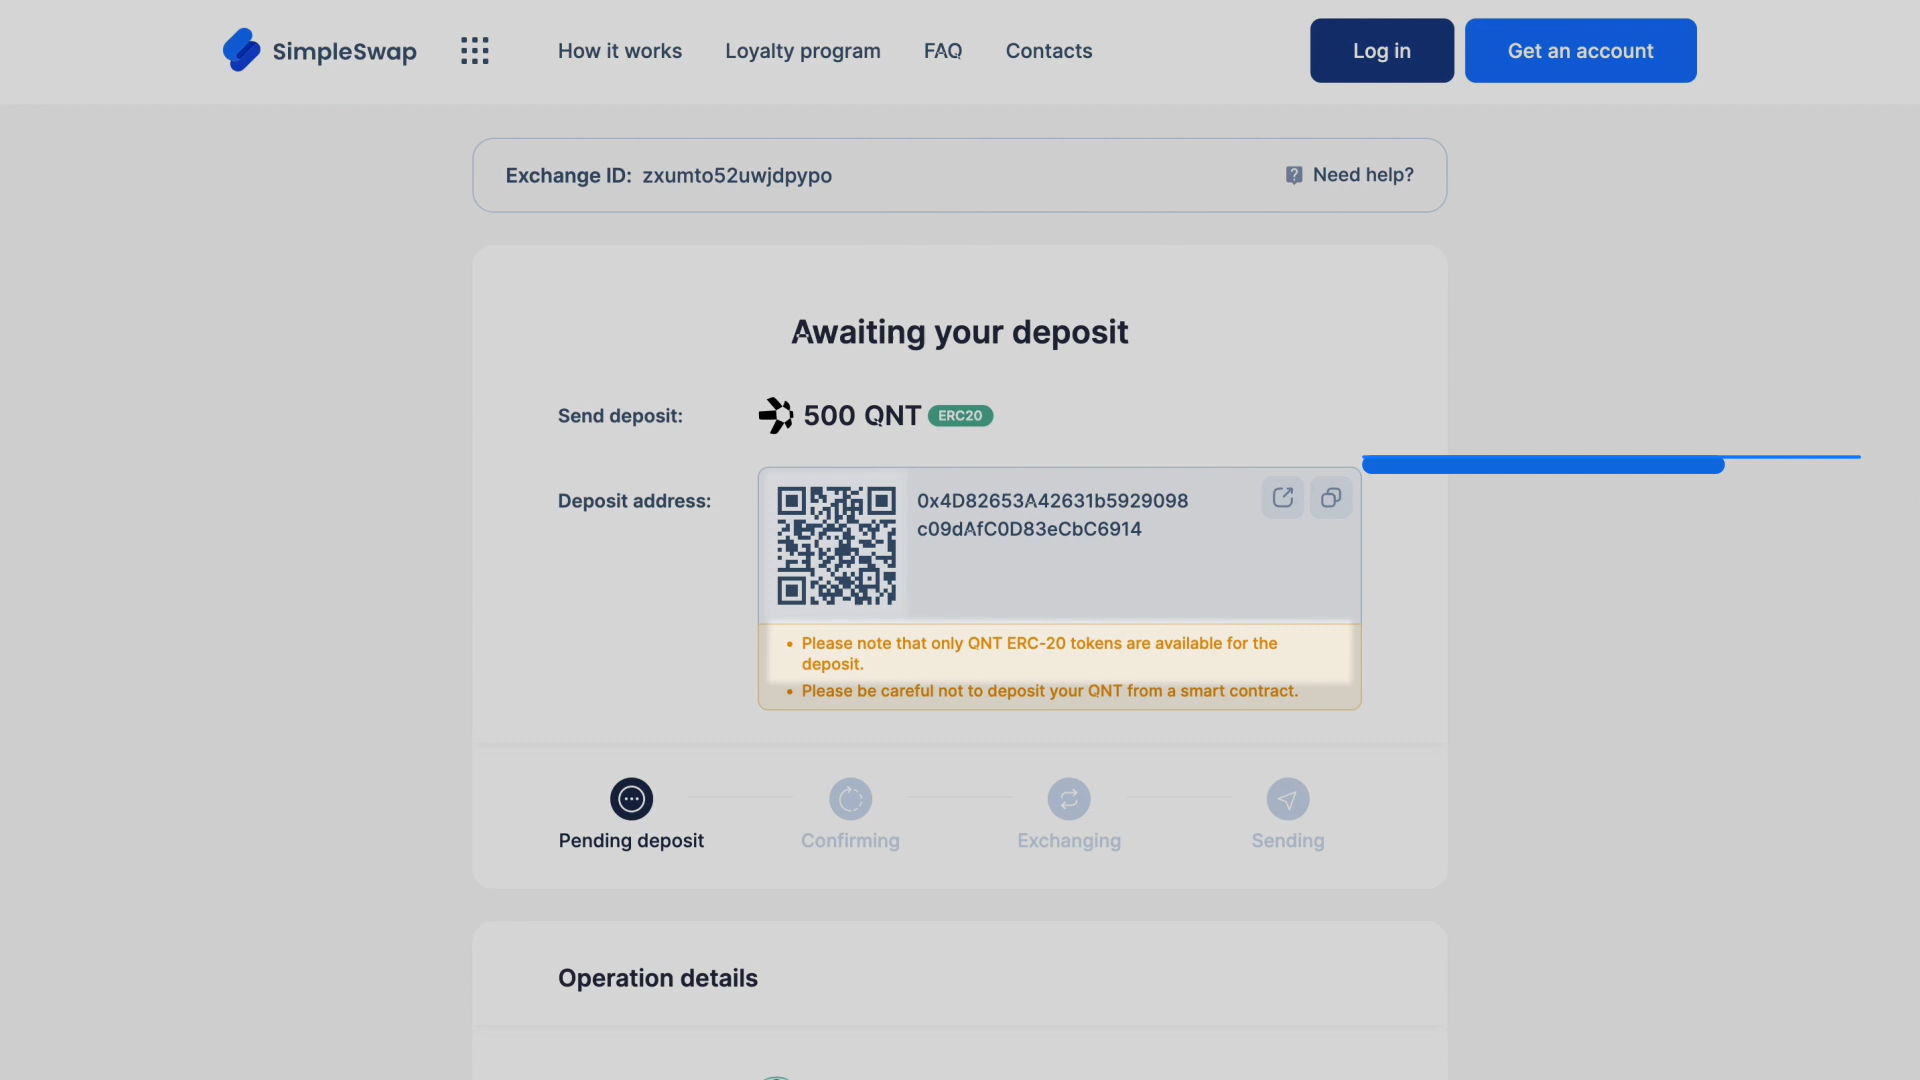 SimpleSwap
How it works
Loyalty program
FAQ
Contacts
Log in
Get an account
Exchange ID: zxumto52uwjdpypo
Need help?
Awaiting your deposit
Send deposit:
500 QNT ERC20
Deposit address:
0x4D82653A42631b5929098
c09dAfC0D83eCbC6914
• Please note that only QNT ERC-20 tokens are available for the
deposit.
• Please be careful not to deposit your QNT from a smart contract.
Pending deposit
Confirming
Exchanging
Sending
Operation details